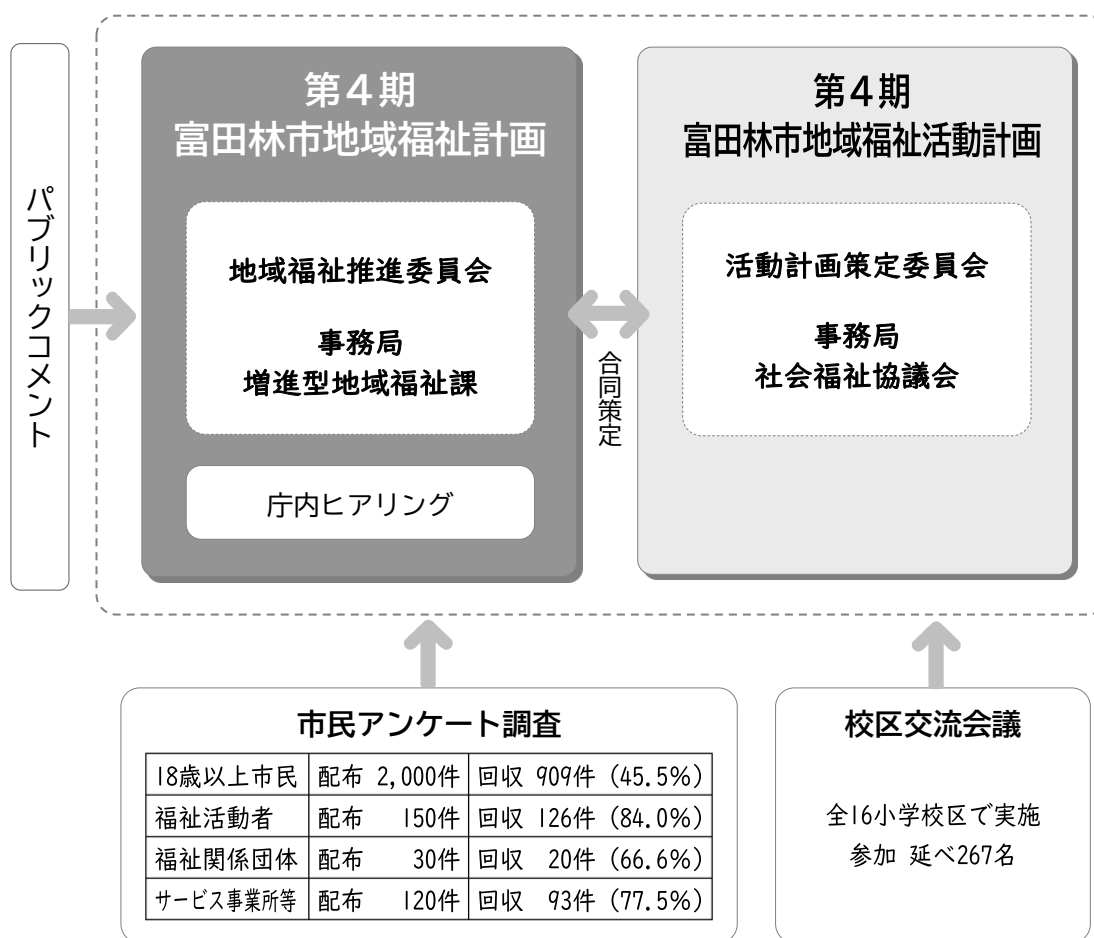 パブリックコメント
第4期
富田林市地域福祉計画
地域福祉推進委員会
事務局
増進型地域福祉課
庁内ヒアリング
合同策定
第4期
富田林市地域福祉活動計画
活動計画策定委員会
事務局
社会福祉協議会
市民アンケート調査
18歳以上市民 配布 2,000件 回収 909件 (45.5%)
福祉活動者 配布 150件 回収 126件 (84.0%)
福祉関係団体 配布 30件 回収 20件 (66.6%)
サービス事業所等 配布 120件 回収 93件 (77.5%)
校区交流会議
全16小学校区で実施
参加 延べ267名